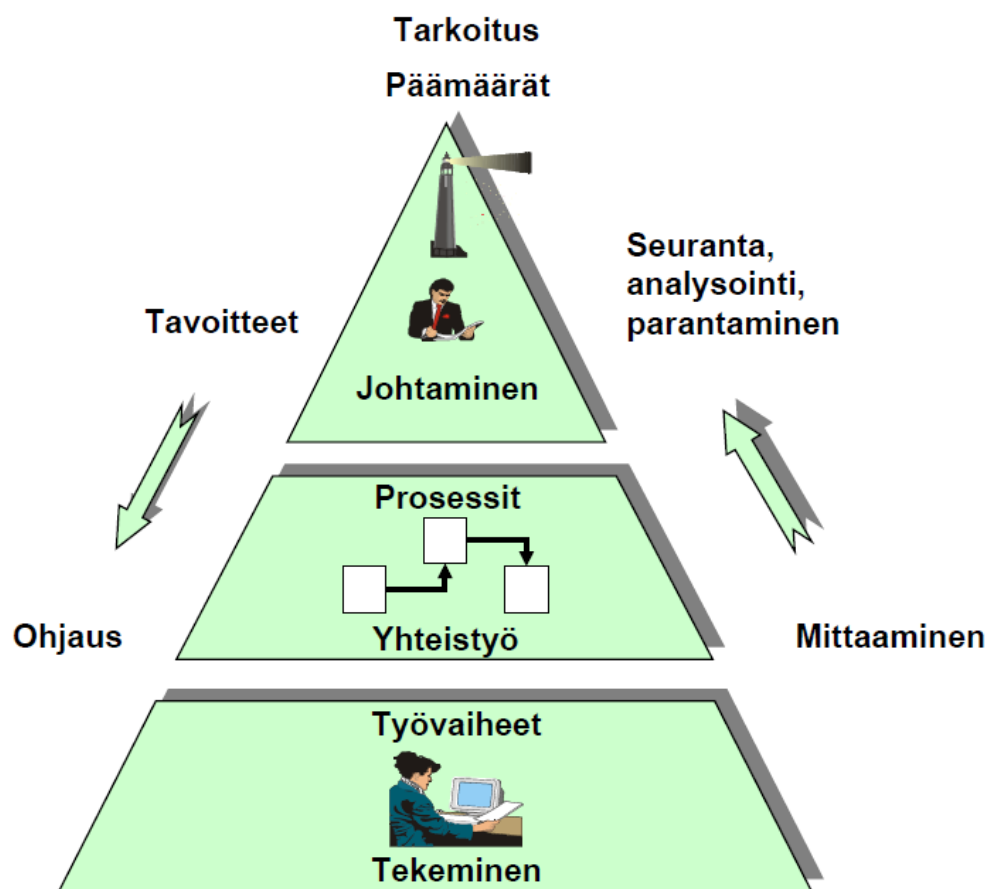 Tarkoitus
Päämäärät
Seuranta,
analysointi,
parantaminen
Tavoitteet
Johtaminen
Prosessit
Ohjaus
Yhteistyö
Mittaaminen
Työvaiheet
Tekeminen